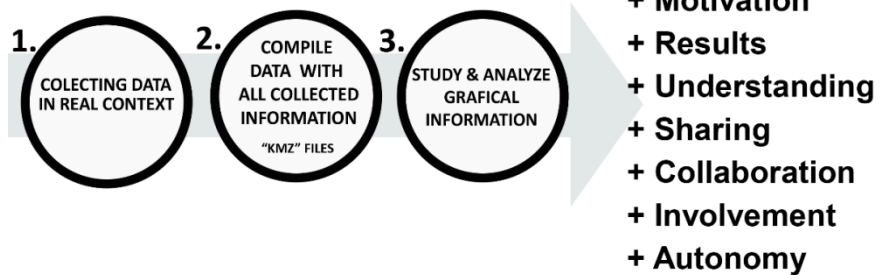 1.
COLECTING DATA
IN REAL CONTEXT
2.
COMPILE
DATA WITH
ALL COLLECTED
INFORMATION
"KMZ" FILES
3.
STUDY & ANALYZE
GRAFICAL
INFORMATION
+ Motivation
+ Results
+ Understanding
+ Sharing
+ Collaboration
+ Involvement
+ Autonomy